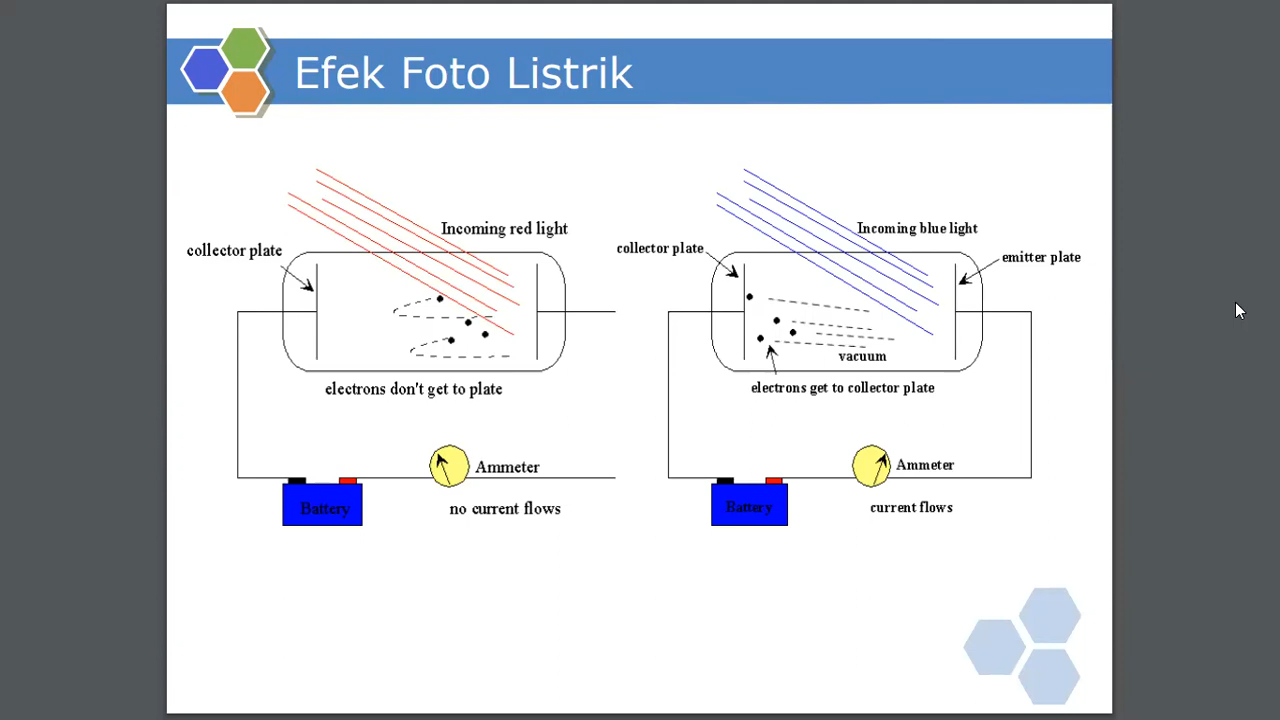 Efek Foto Listrik
Incoming red light
collector plate
electrons don't get to plate
Ammeter
Battery
no current flows
Incoming blue light
collector plate
emitter plate
vacuum
electrons get to collector plate
Ammeter
Battery
current flows